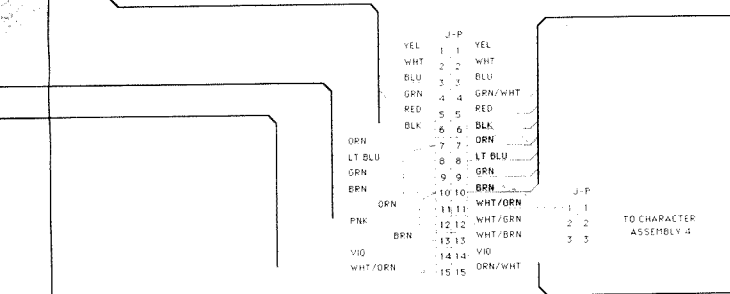 J-P
YEL 1 1 YEL
WHT 2 2 WHT
BLU 3 3 BLU
GRN 4 4 GRN/WHT
RED 5 5 RED
BLK 6 6 BLK
ORN 7 7 ORN
LT BLU 8 8 LT BLU
GRN 9 9 GRN
BRN 10 10 BRN J-P
ORN 11 11 WHT/ORN 1 1
PNK 12 12 WHT/GRN 2 2 TO CHARACTER
BRN 13 13 WHT/BRN 3 3 ASSEMBLY 4
VIO 14 14 VIO
WHT/ORN 15 15 ORN/WHT